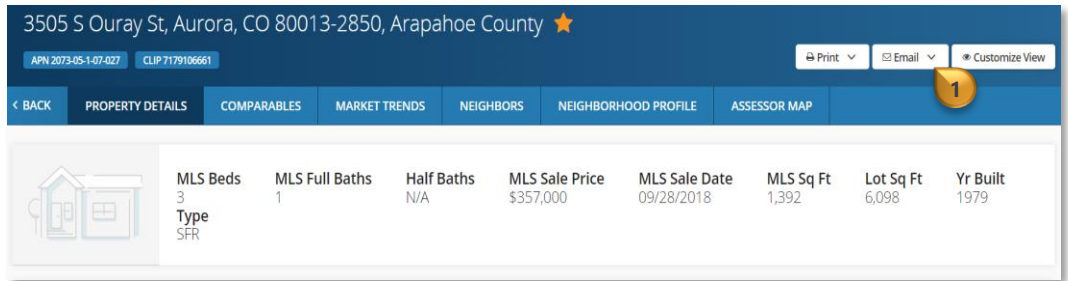 3505 S Ouray St, Aurora, CO 80013-2850, Arapahoe County
APN 2073-05-1-07-027 CLIP 7179106661
Print Email Customize View
1
< BACK PROPERTY DETAILS COMPARABLES MARKET TRENDS NEIGHBORS NEIGHBORHOOD PROFILE ASSESSOR MAP
MLS Beds MLS Full Baths Half Baths MLS Sale Price MLS Sale Date MLS Sq Ft Lot Sq Ft Yr Built
3 1 N/A $357,000 09/28/2018 1,392 6,098 1979
Type
SFR